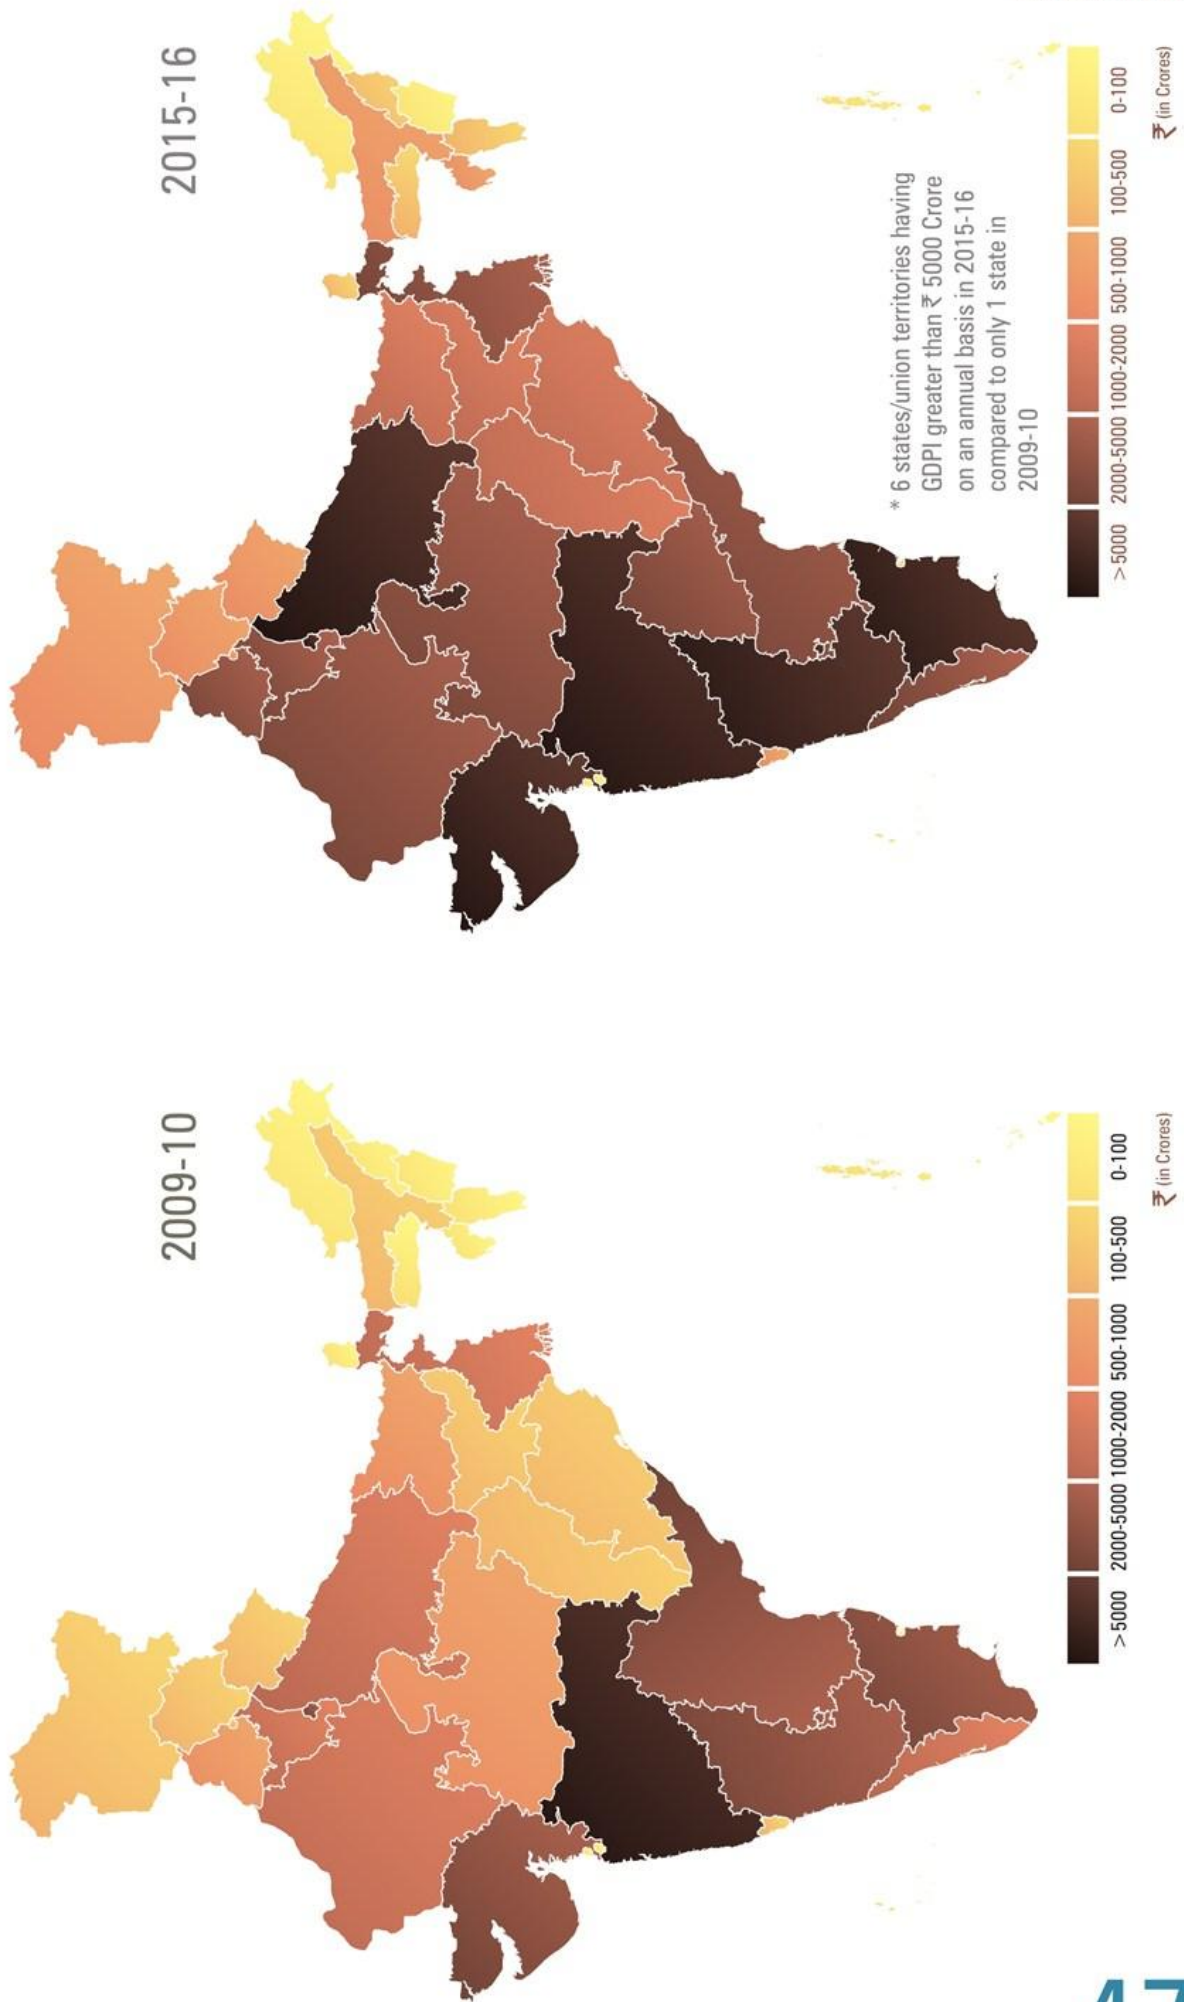 2009-10
>5000 2000-5000 1000-2000 500-1000 100-500 0-100
₹ (in Crores)
2015-16
* 6 states/union territories having
GDPI greater than ₹ 5000 Crore
on an annual basis in 2015-16
compared to only 1 state in
2009-10
>5000 2000-5000 1000-2000 500-1000 100-500 0-100
₹ (in Crores)
47